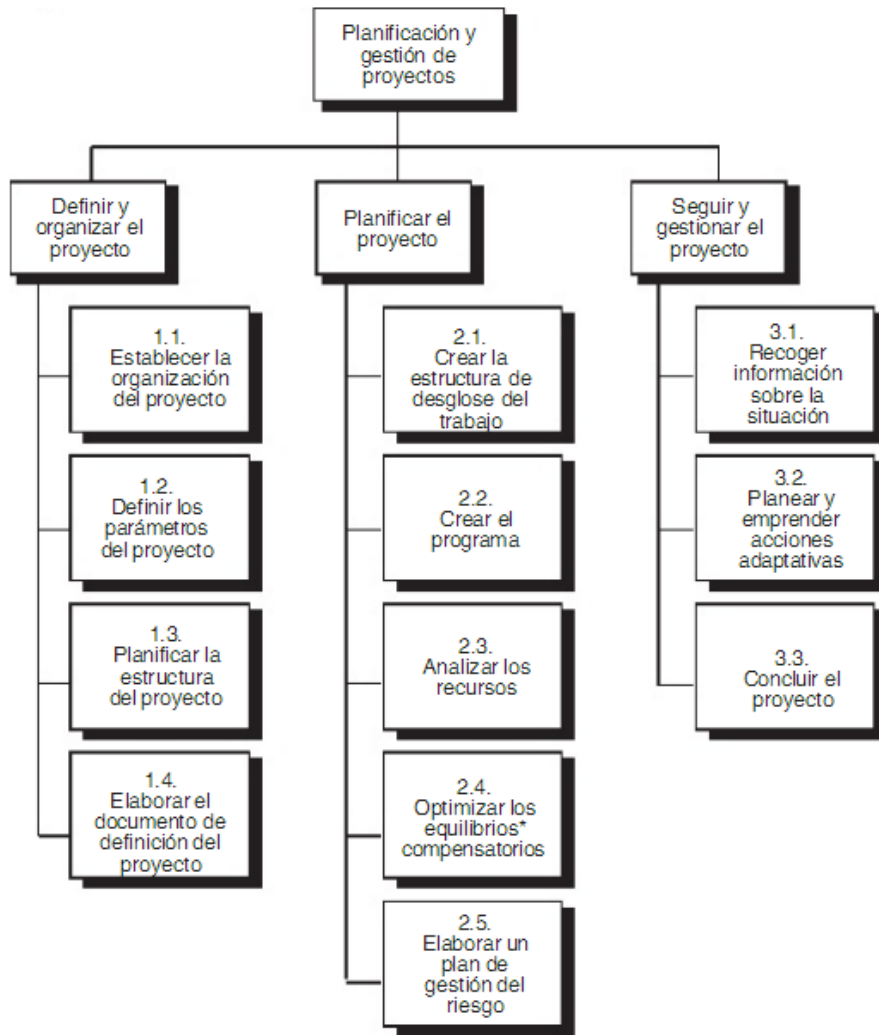 Planificación y
gestión de
proyectos
Definir y
organizar el
proyecto
1.1.
Establecer la
organización
del proyecto
1.2.
Definir los
parámetros
del proyecto
1.3.
Planificar la
estructura
del proyecto
1.4.
Elaborar el
documento de
definición del
proyecto
Planificar el
proyecto
2.1.
Crear la
estructura de
desglose del
trabajo
2.2.
Crear el
programa
2.3.
Analizar los
recursos
2.4.
Optimizar los
equilibrios*
compensatorios
2.5.
Elaborar un
plan de
gestión del
riesgo
Seguir y
gestionar el
proyecto
3.1.
Recoger
información
sobre la
situación
3.2.
Planear y
emprender
acciones
adaptativas
3.3.
Concluir el
proyecto